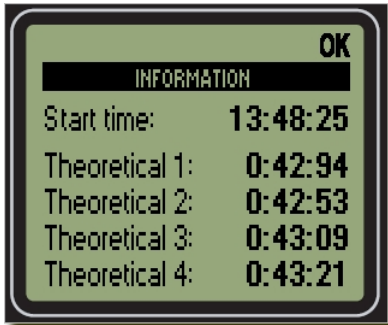 OK
INFORMATION
Start time: 13:48:25
Theoretical 1: 0:42:94
Theoretical 2: 0:42:53
Theoretical 3: 0:43:09
Theoretical 4: 0:43:21